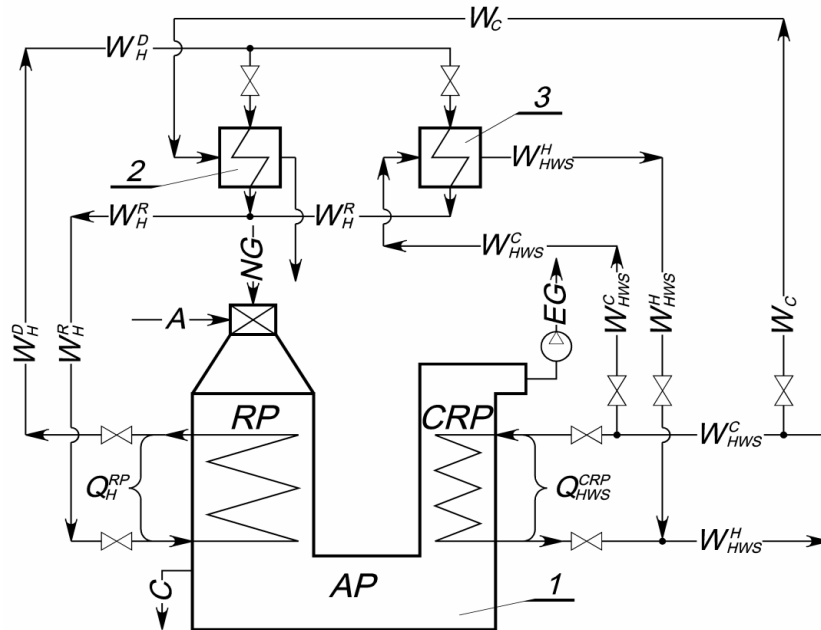 W_C
W_H^D
3
2
W_HWS^H
W_H^R
W_H^R
W_HWS^C
NG
EG
W_HWS^C
W_HWS^H
W_C
A
W_H^D
W_H^R
RP
CRP
W_HWS^C
Q_H^RP
Q_HWS^CRP
W_HWS^H
AP
1
C